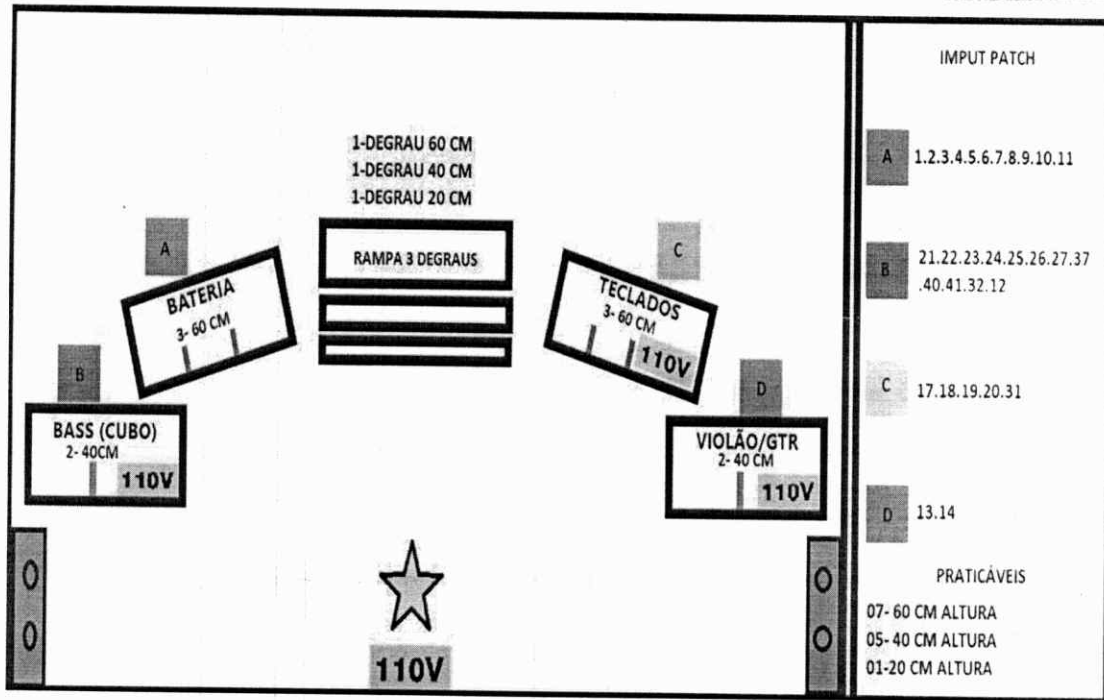 1-DEGRAU 60 CM
1-DEGRAU 40 CM
1-DEGRAU 20 CM
A
RAMPA 3 DEGRAUS
C
BATERIA
3- 60 CM
TECLADOS
3- 60 CM
110V
B
D
BASS (CUBO)
2- 40CM
110V
VIOLÃO/GTR
2- 40 CM
110V
110V
IMPUT PATCH
A 1.2.3.4.5.6.7.8.9.10.11
B 21.22.23.24.25.26.27.37
.40.41.32.12
C 17.18.19.20.31
D 13.14
PRATICÁVEIS
07- 60 CM ALTURA
05- 40 CM ALTURA
01-20 CM ALTURA